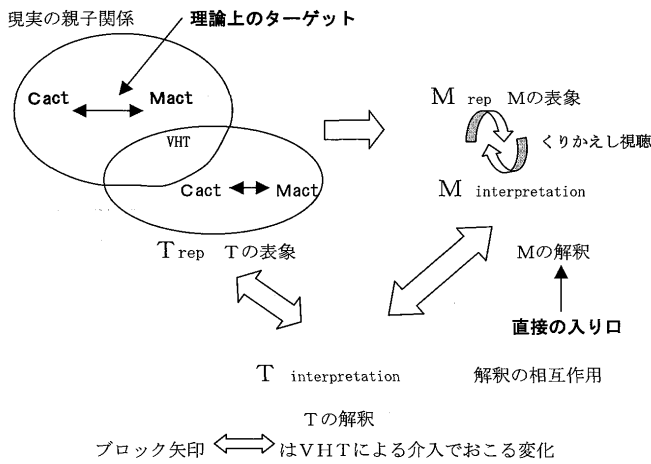 現実の親子関係
理論上のターゲット
Cact
Mact
VHT
Cact
Mact
M rep Mの表象
くりかえし視聴
M interpretation
T rep Tの表象
Mの解釈
直接の入り口
T interpretation
解釈の相互作用
Tの解釈
ブロック矢印 はVHTによる介入でおこる変化